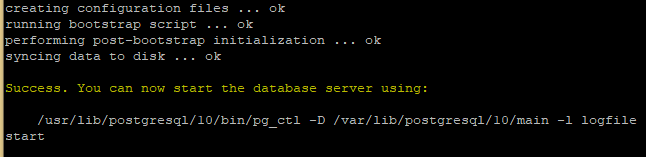 creating configuration files ... ok
running bootstrap script ... ok
performing post-bootstrap initialization ... ok
syncing data to disk ... ok
Success. You can now start the database server using:
/usr/lib/postgresql/10/bin/pg_ctl -D /var/lib/postgresql/10/main -l logfile
start